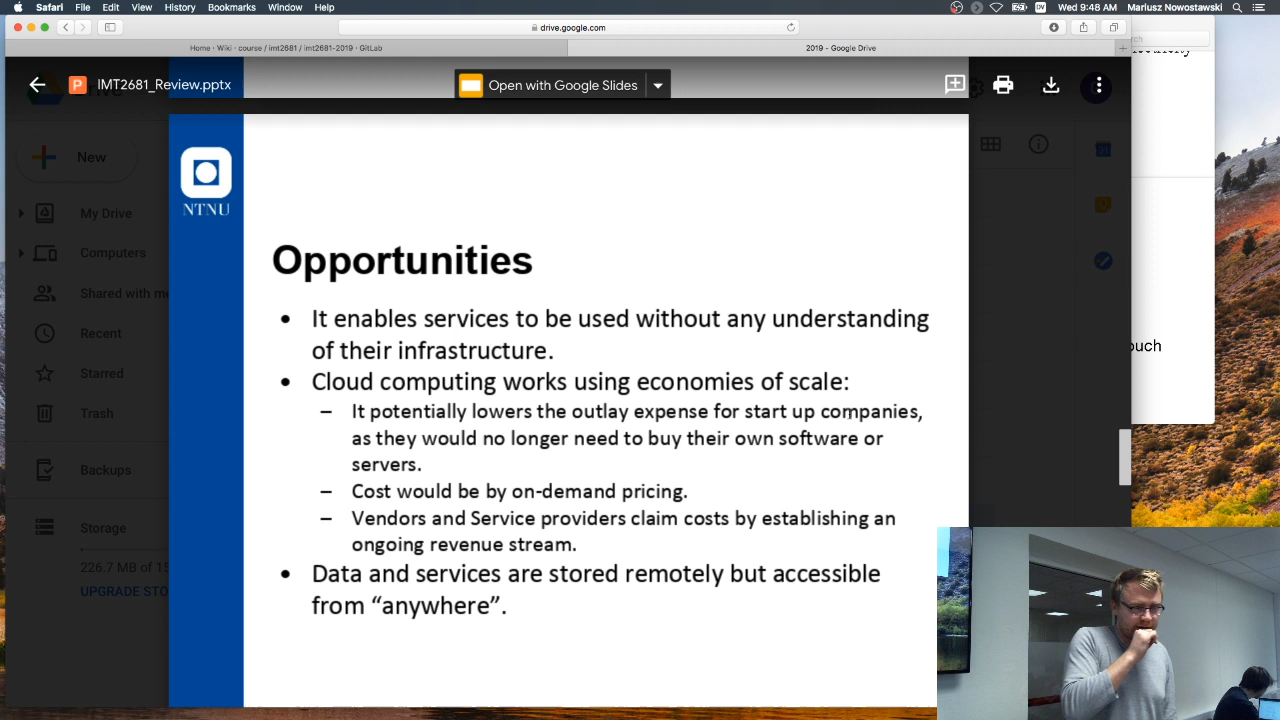 Safari File Edit View History Bookmarks Window Help
Wed 9:48 AM Mariusz Nowostawski
drive.google.com
Home · Wiki · course / imt2681 / imt2681-2019 · GitLab
2019 - Google Drive
IMT2681_Review.pptx
Open with Google Slides
New
My Drive
Computers
Shared with me
Recent
Starred
Trash
Backups
Storage
226.7 MB of 15
UPGRADE STO
NTNU
Opportunities
• It enables services to be used without any understanding
of their infrastructure.
• Cloud computing works using economies of scale:
– It potentially lowers the outlay expense for start up companies,
as they would no longer need to buy their own software or
servers.
– Cost would be by on-demand pricing.
– Vendors and Service providers claim costs by establishing an
ongoing revenue stream.
• Data and services are stored remotely but accessible
from “anywhere”.